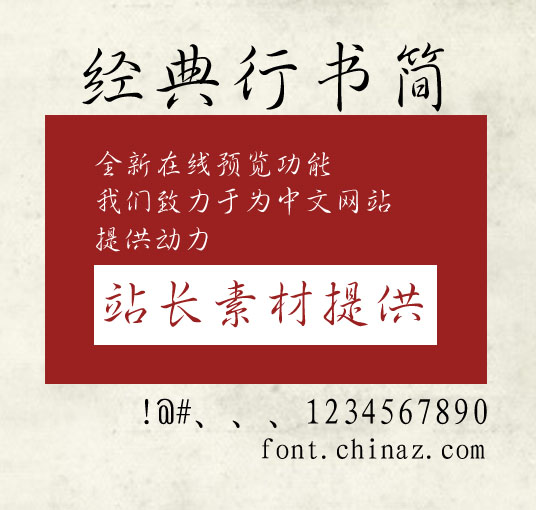 经典行书简
全新在线预览功能
我们致力于为中文网站
提供动力
站长素材提供
!@#、、、1234567890
font.chinaz.com